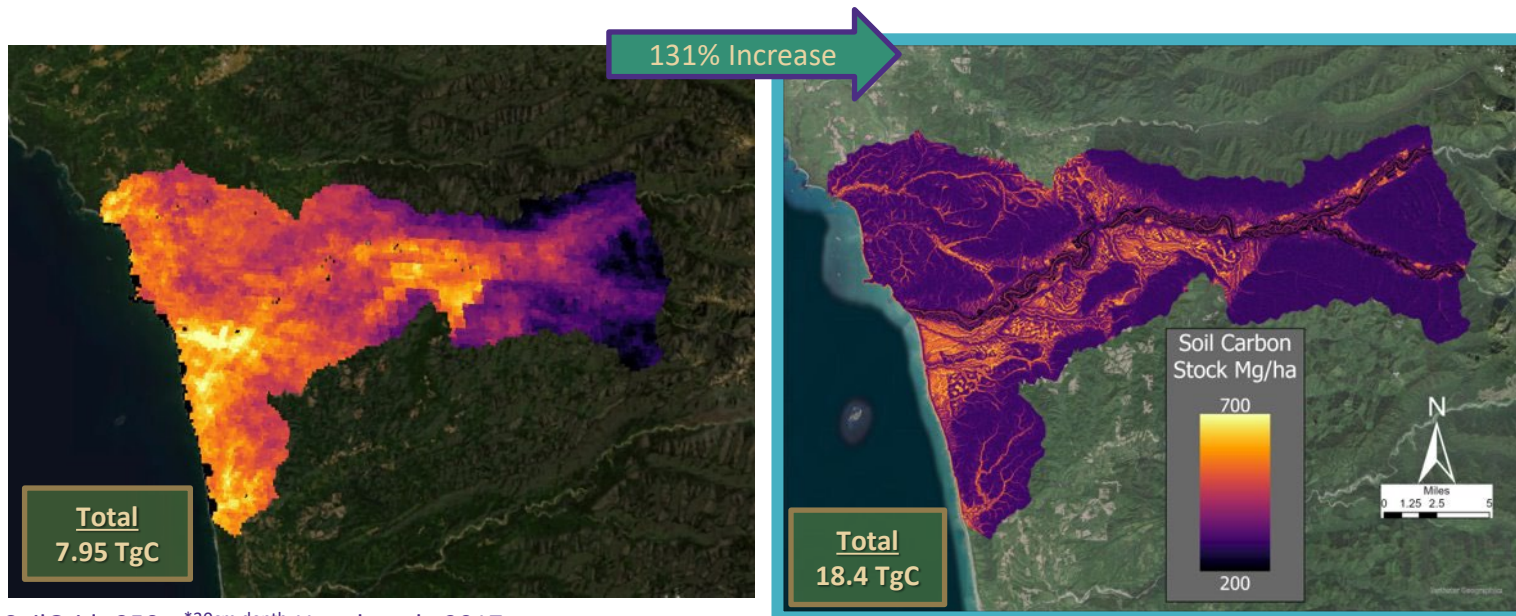 131% Increase
Total
7.95 TgC
Total
18.4 TgC
Soil Carbon
Stock Mg/ha
700
200
N
Miles
0 1.25 2.5 5